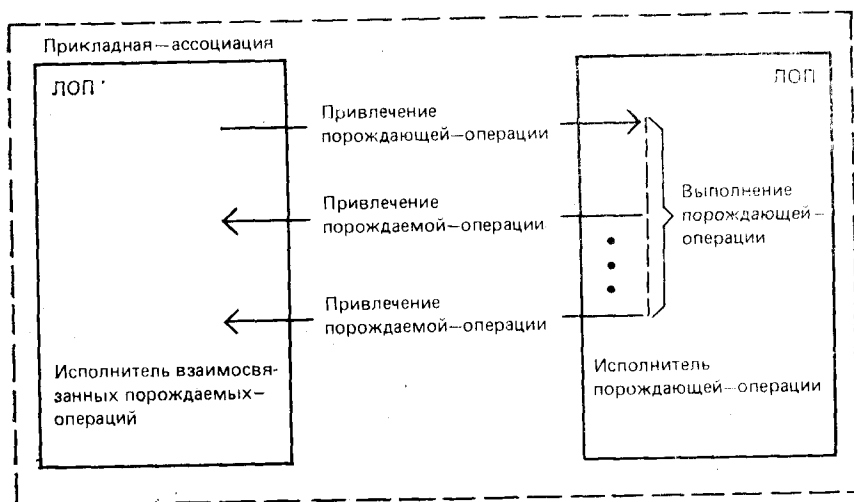 Прикладная—ассоциация
ЛОП
ЛОП
Привлечение
порождающей—операции
Привлечение
порождаемой—операции
Выполнение
порождающей—
операции
Привлечение
порождаемой—операции
Исполнитель взаимосвя-
занных порождаемых—
операций
Исполнитель
порождающей—операции